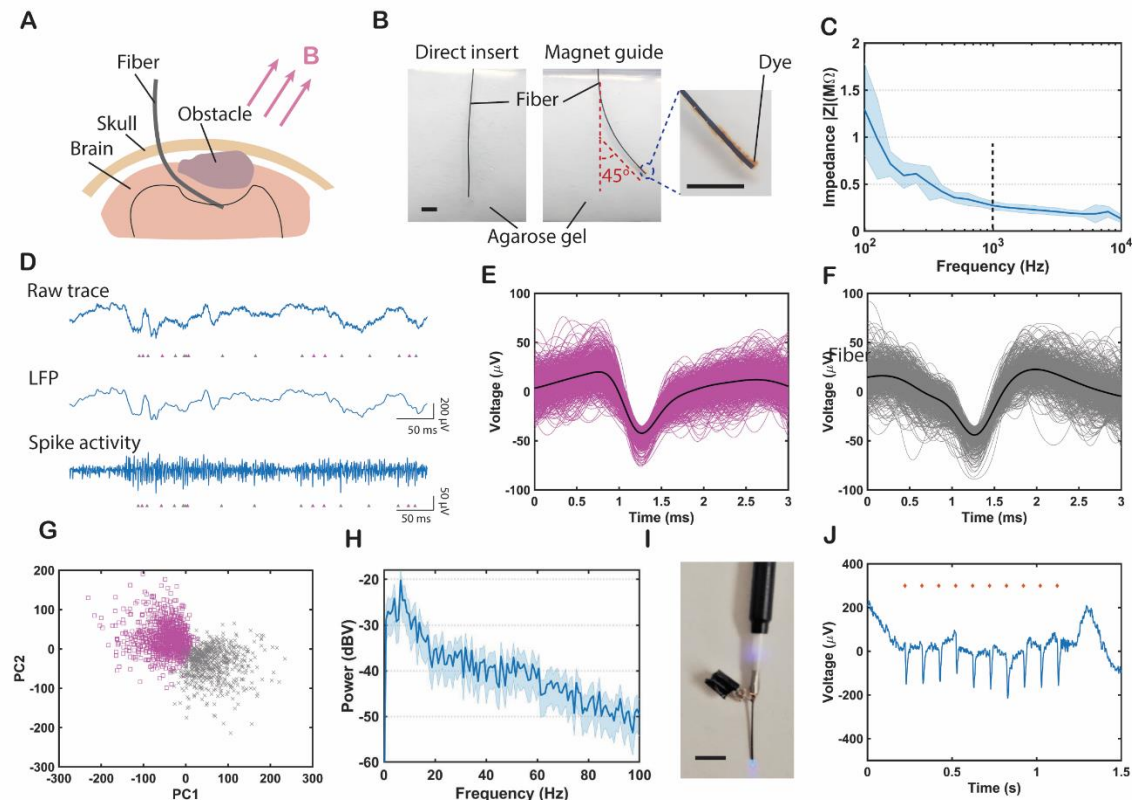 A
B
Fiber
Obstacle
Skull
Brain
B
Direct insert
Magnet guide
Dye
Fiber
45°
Agarose gel
C
Impedance |Z|(MΩ)
2
1.5
1
0.5
0
10² 10³ 10⁴
Frequency (Hz)
D
Raw trace
LFP
200 μV
50 ms
Spike activity
50 μV
50 ms
E
Voltage (μV)
100
50
0
-50
-100
0 0.5 1 1.5 2 2.5 3
Time (ms)
F
Fiber
Voltage (μV)
100
50
0
-50
-100
0 0.5 1 1.5 2 2.5 3
Time (ms)
G
PC2
200
100
0
-100
-200
-300
-300 -200 -100 0 100 200 300
PC1
H
Power (dBV)
-20
-30
-40
-50
-60
0 20 40 60 80 100
Frequency (Hz)
I
J
Voltage (μV)
400
200
0
-200
-400
0 0.5 1 1.5
Time (s)